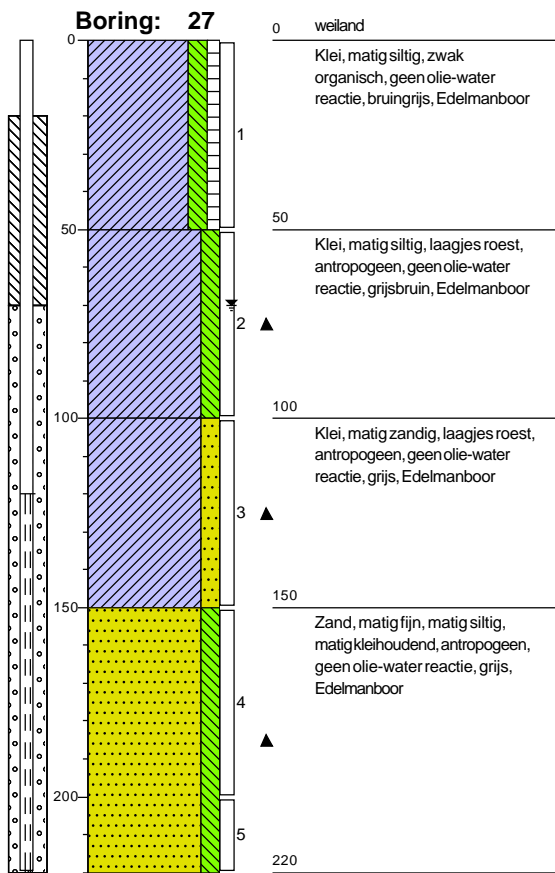 Boring: 27
0
0 weiland
Klei, matig siltig, zwak
organisch, geen olie-water
reactie, bruingrijs, Edelmanboor
1
50
50
Klei, matig siltig, laagjes roest,
antropogeen, geen olie-water
reactie, grijsbruin, Edelmanboor
2
100
100
Klei, matig zandig, laagjes roest,
antropogeen, geen olie-water
reactie, grijs, Edelmanboor
3
150
150
Zand, matig fijn, matig siltig,
matig kleihoudend, antropogeen,
geen olie-water reactie, grijs,
Edelmanboor
4
200
5
220